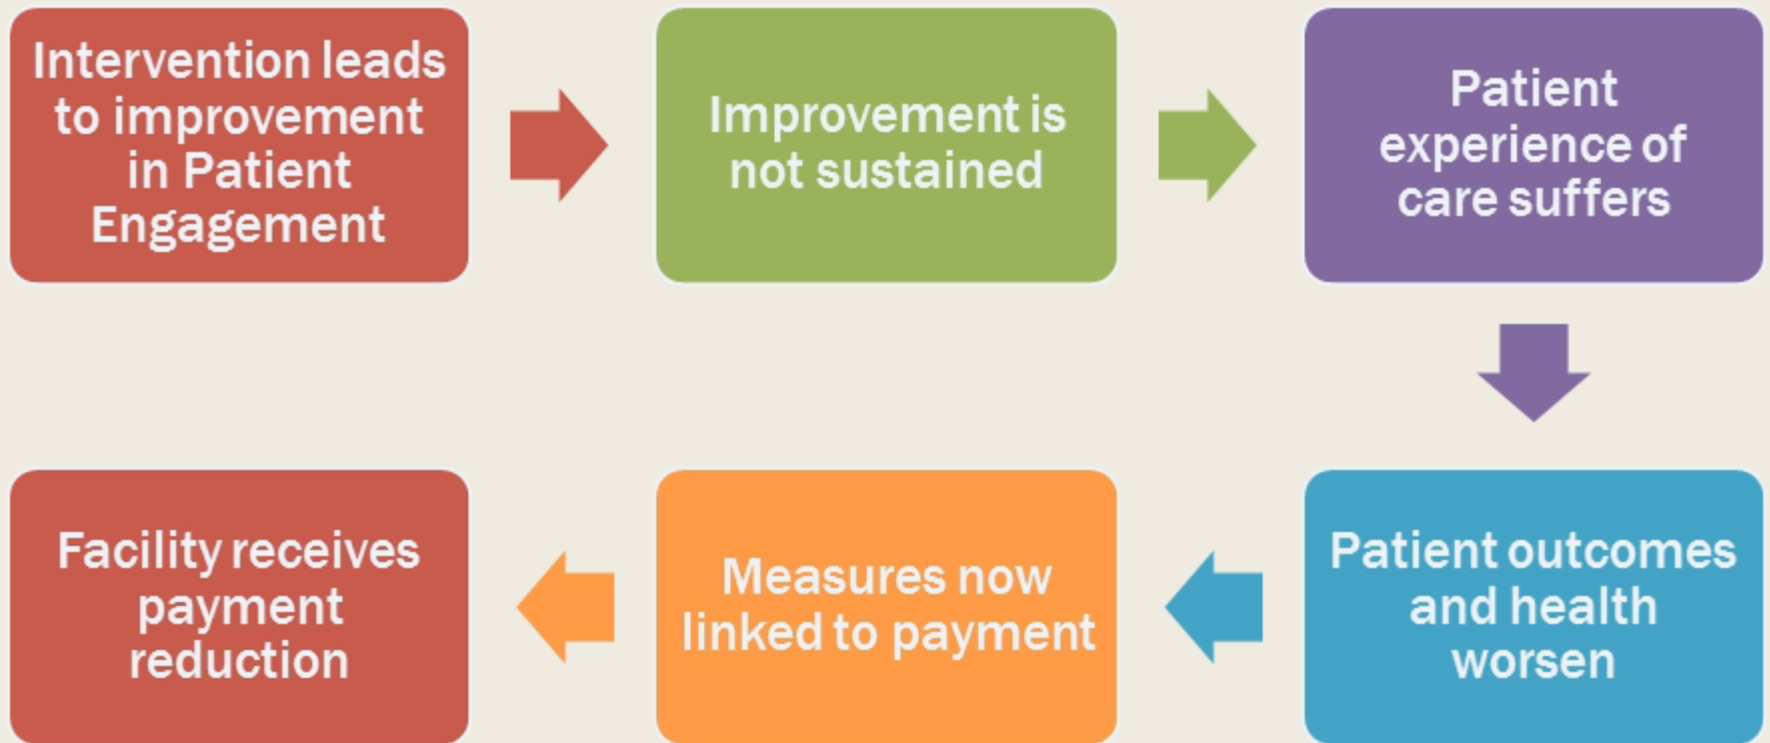 Intervention leads
to improvement
in Patient
Engagement
Improvement is
not sustained
Patient
experience of
care suffers
Patient outcomes
and health
worsen
Measures now
linked to payment
Facility receives
payment
reduction